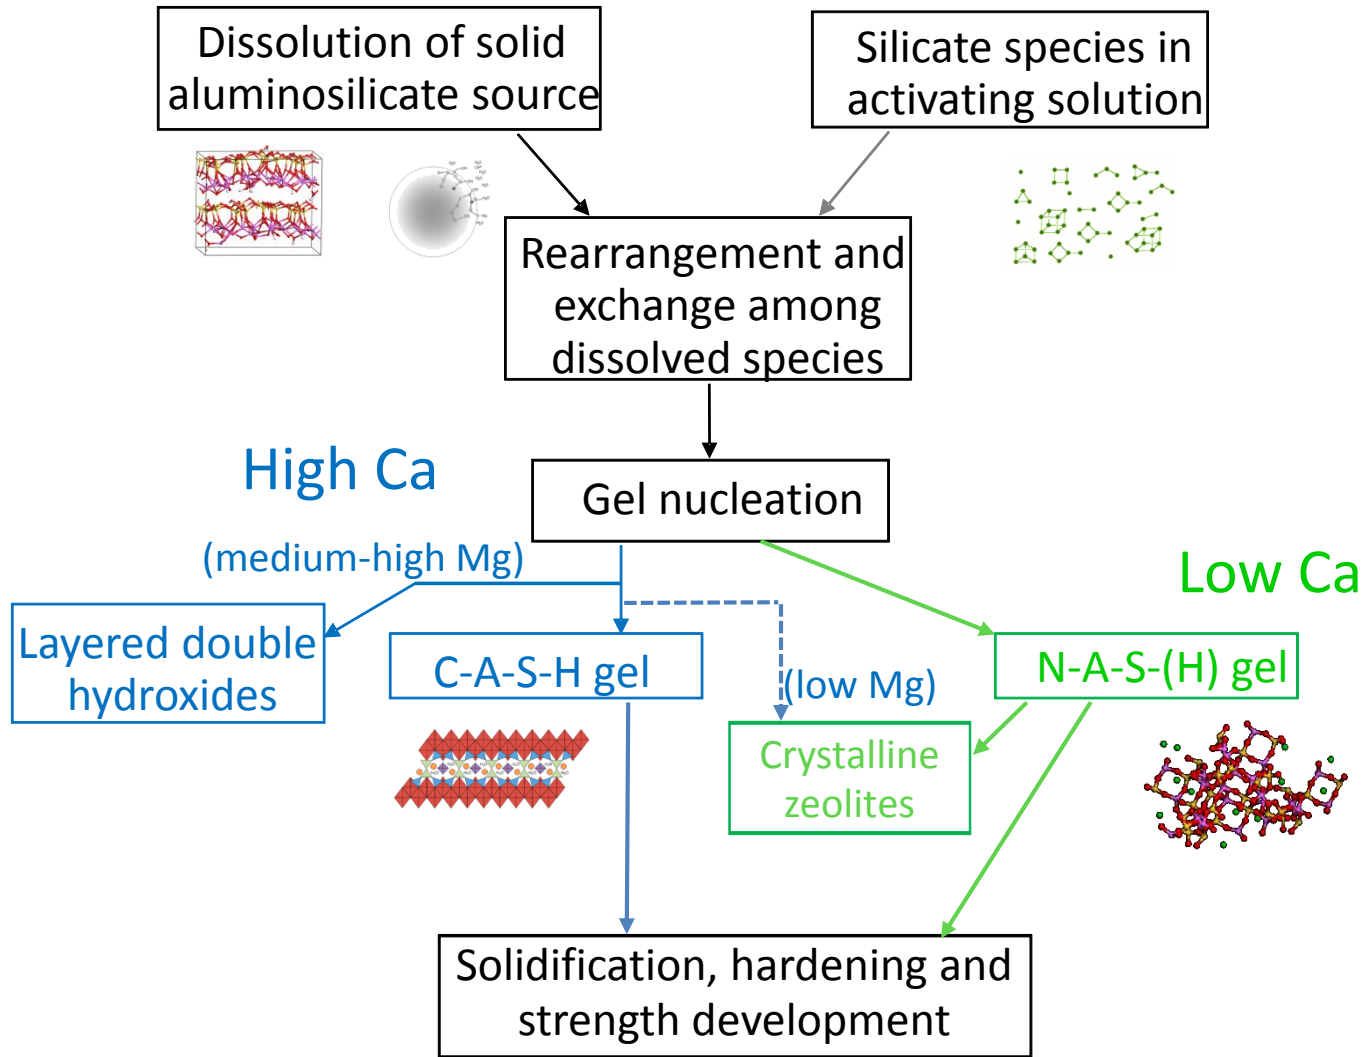 Dissolution of solid
aluminosilicate source
Silicate species in
activating solution
Rearrangement and
exchange among
dissolved species
High Ca
Gel nucleation
(medium-high Mg)
Low Ca
Layered double
hydroxides
C-A-S-H gel
(low Mg)
N-A-S-(H) gel
Crystalline
zeolites
Solidification, hardening and
strength development